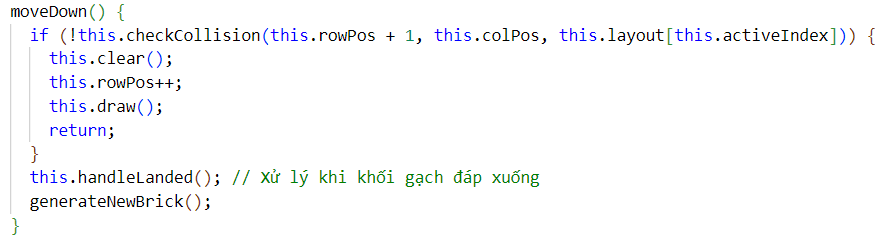 moveDown() {
  if (!this.checkCollision(this.rowPos + 1, this.colPos, this.layout[this.activeIndex])) {
    this.clear();
    this.rowPos++;
    this.draw();
    return;
  }
  this.handleLanded(); // Xử lý khi khối gạch đáp xuống
  generateNewBrick();
}